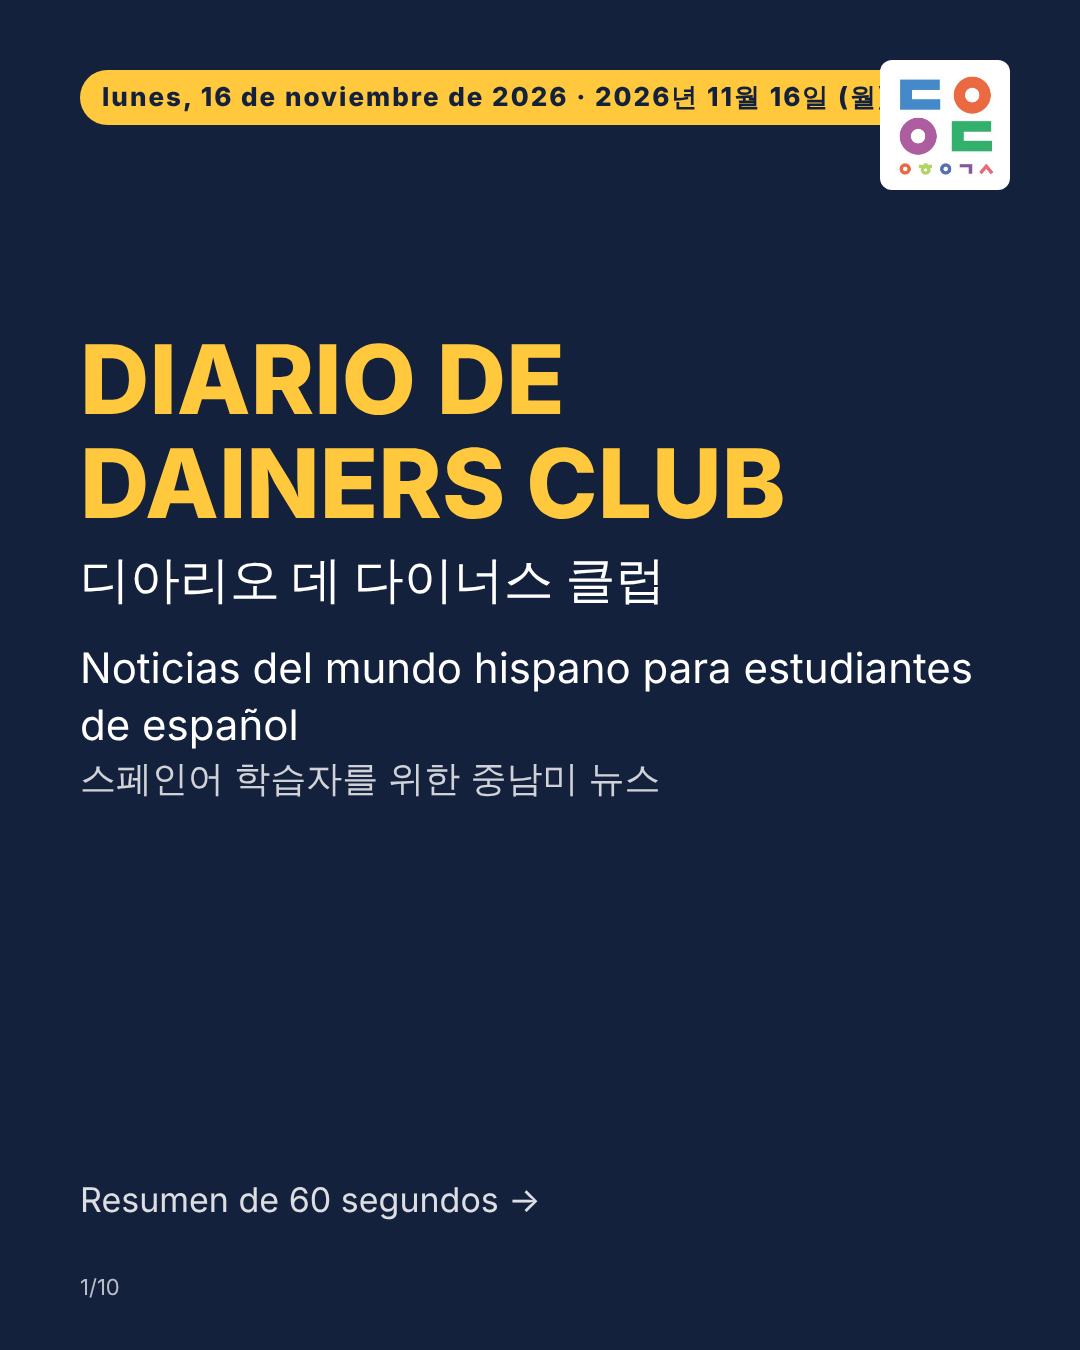 lunes, 16 de noviembre de 2026 · 2026년 11월 16일 (월)
ㄷㅇ
ㅇㄷ
ㅇㅎㅇㄱㅅ
DIARIO DE
DAINERS CLUB
디아리오 데 다이너스 클럽
Noticias del mundo hispano para estudiantes
de español
스페인어 학습자를 위한 중남미 뉴스
Resumen de 60 segundos →
1/10